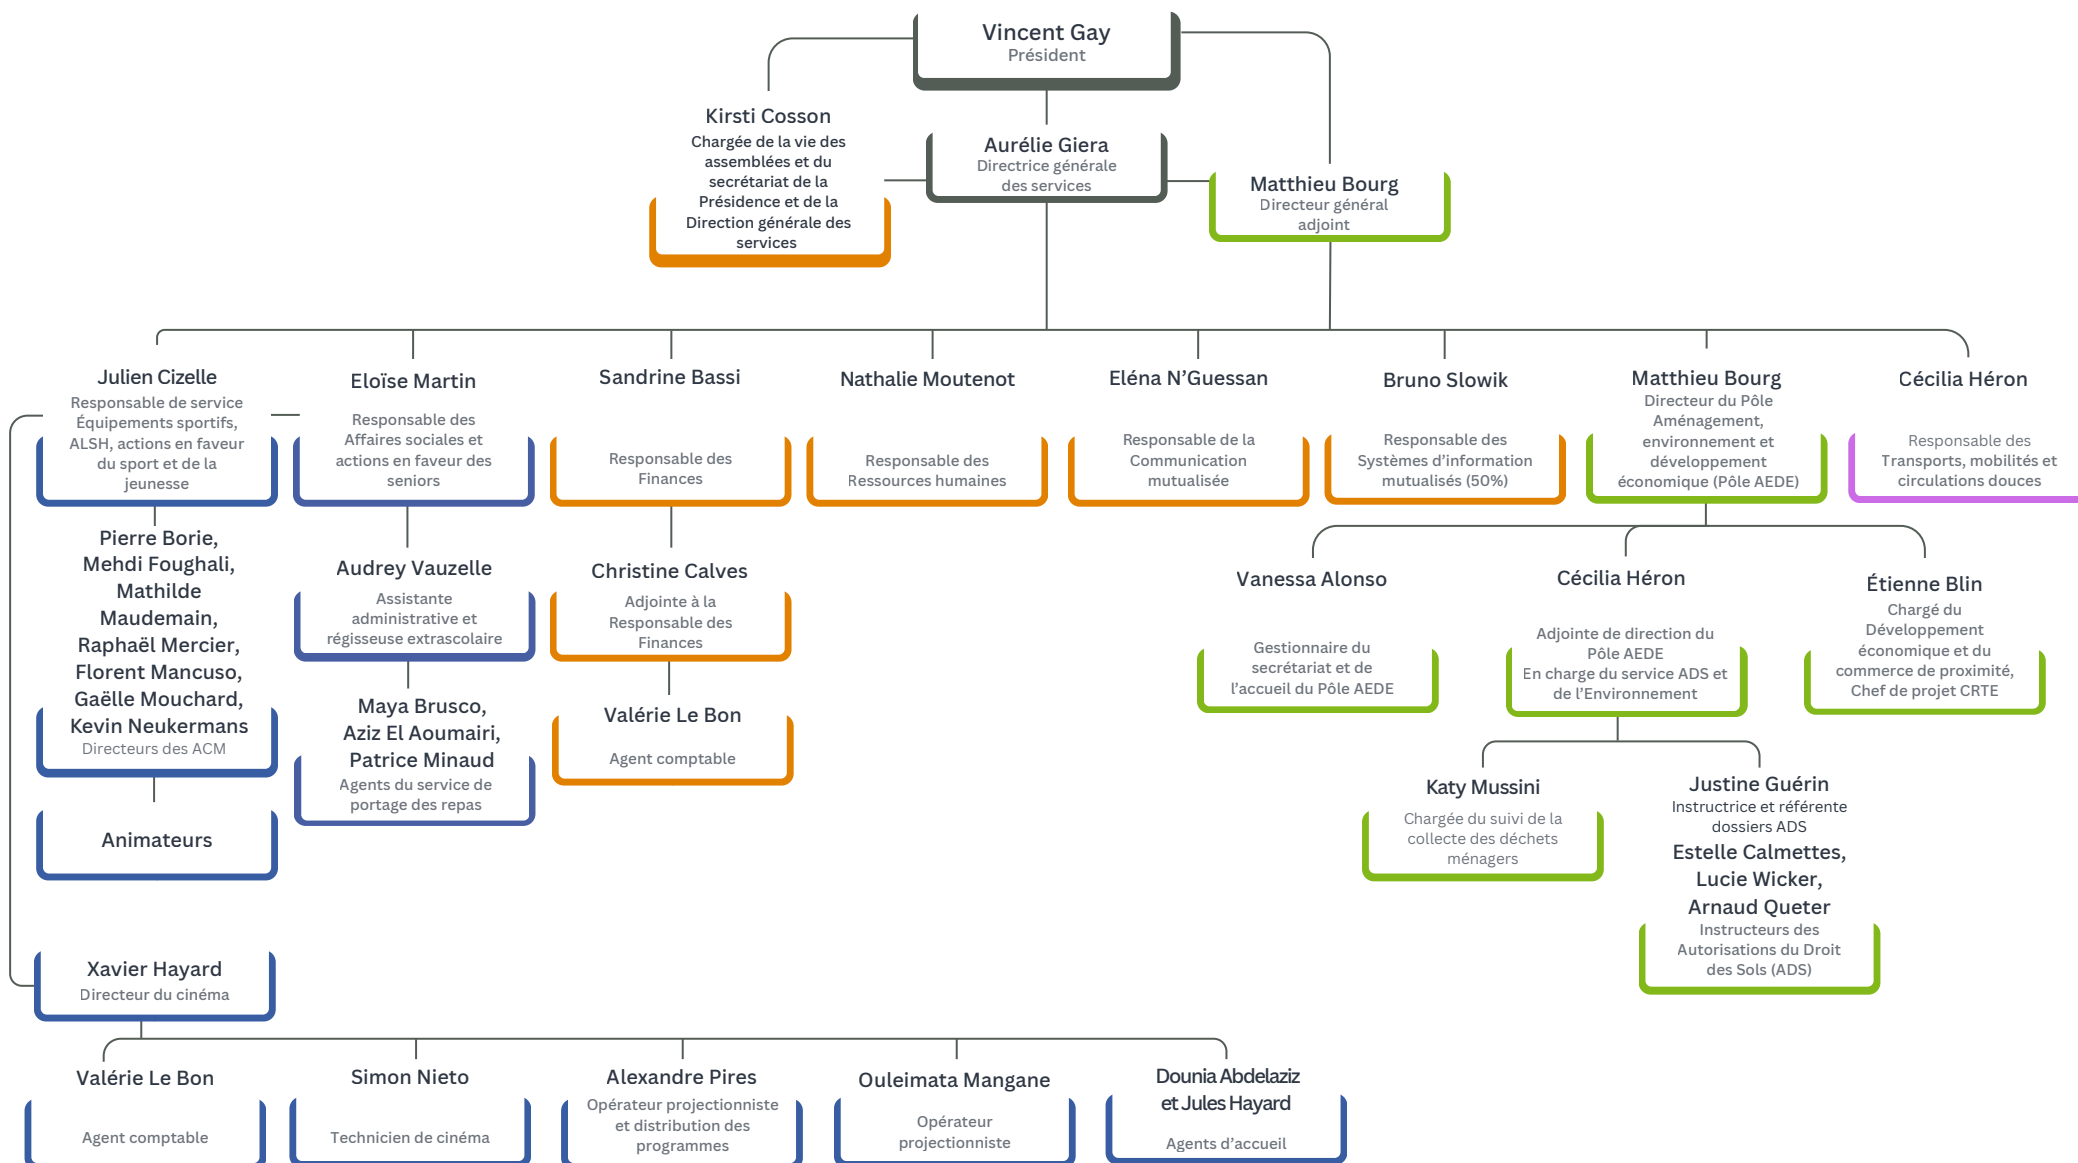 Vincent Gay
Président
Kirsti Cosson
Chargée de la vie des
assemblées et du
secrétariat de la
Présidence et de la
Direction générale des
services
Aurélie Giera
Directrice générale
des services
Matthieu Bourg
Directeur général
adjoint
Julien Cizelle
Responsable de service
Équipements sportifs,
ALSH, actions en faveur
du sport et de la
jeunesse
Eloïse Martin
Responsable des
Affaires sociales et
actions en faveur des
seniors
Sandrine Bassi
Responsable des
Finances
Nathalie Moutenot
Responsable des
Ressources humaines
Eléna N’Guessan
Responsable de la
Communication
mutualisée
Bruno Slowik
Responsable des
Systèmes d’information
mutualisés (50%)
Matthieu Bourg
Directeur du Pôle
Aménagement,
environnement et
développement
économique (Pôle AEDE)
Cécilia Héron
Responsable des
Transports, mobilités et
circulations douces
Pierre Borie,
Mehdi Foughali,
Mathilde
Maudemain,
Raphaël Mercier,
Florent Mancuso,
Gaëlle Mouchard,
Kevin Neukermans
Directeurs des ACM
Animateurs
Audrey Vauzelle
Assistante
administrative et
régisseuse extrascolaire
Maya Brusco,
Aziz El Aoumairi,
Patrice Minaud
Agents du service de
portage des repas
Christine Calves
Adjointe à la
Responsable des
Finances
Valérie Le Bon
Agent comptable
Vanessa Alonso
Gestionnaire du
secrétariat et de
l’accueil du Pôle AEDE
Cécilia Héron
Adjointe de direction du
Pôle AEDE
En charge du service ADS et
de l’Environnement
Étienne Blin
Chargé du
Développement
économique et du
commerce de proximité,
Chef de projet CRTE
Katy Mussini
Chargée du suivi de la
collecte des déchets
ménagers
Justine Guérin
Instructrice et référente
dossiers ADS
Estelle Calmettes,
Lucie Wicker,
Arnaud Queter
Instructeurs des
Autorisations du Droit
des Sols (ADS)
Xavier Hayard
Directeur du cinéma
Valérie Le Bon
Agent comptable
Simon Nieto
Technicien de cinéma
Alexandre Pires
Opérateur projectionniste
et distribution des
programmes
Ouleimata Mangane
Opérateur
projectionniste
Dounia Abdelaziz
et Jules Hayard
Agents d’accueil